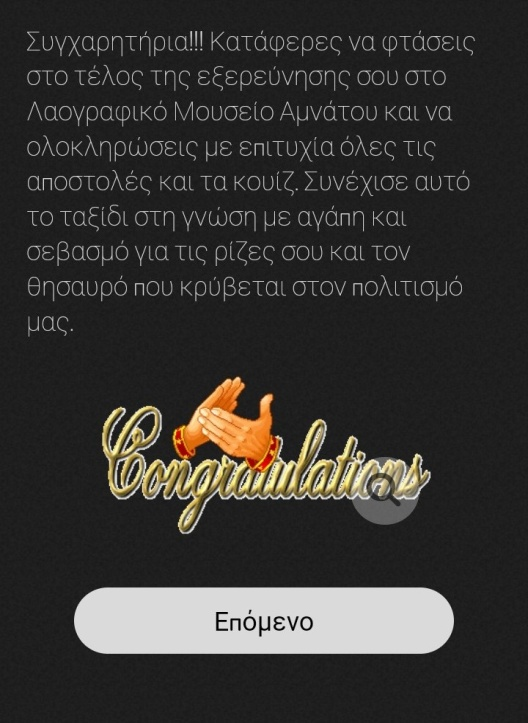 Συγχαρητήρια!!! Κατάφερες να φτάσεις
στο τέλος της εξερεύνησης σου στο
Λαογραφικό Μουσείο Αμνάτου και να
ολοκληρώσεις με επιτυχία όλες τις
αποστολές και τα κουίζ. Συνέχισε αυτό
το ταξίδι στη γνώση με αγάπη και
σεβασμό για τις ρίζες σου και τον
θησαυρό που κρύβεται στον πολιτισμό
μας.
Congratulations
Επόμενο